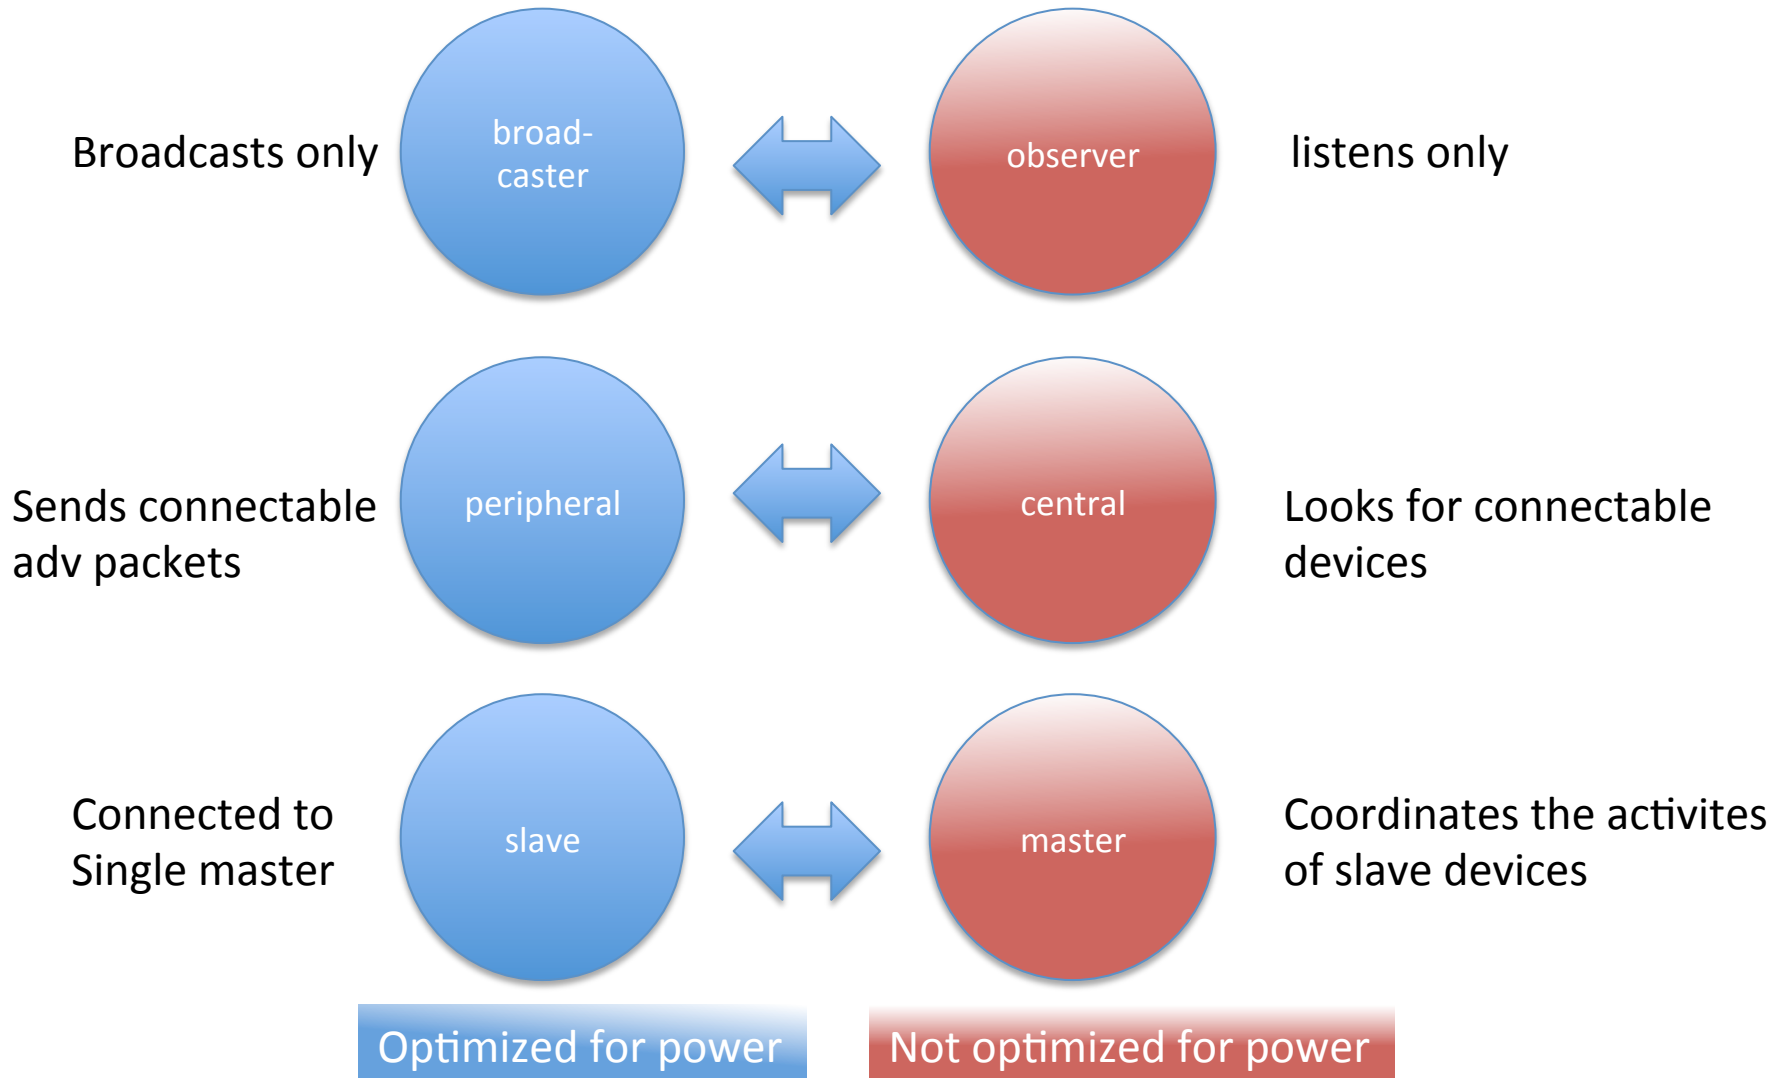 Broadcasts only
broad-
caster
observer
listens only
Sends connectable
adv packets
peripheral
central
Looks for connectable
devices
Connected to
Single master
slave
master
Coordinates the activites
of slave devices
Optimized for power
Not optimized for power